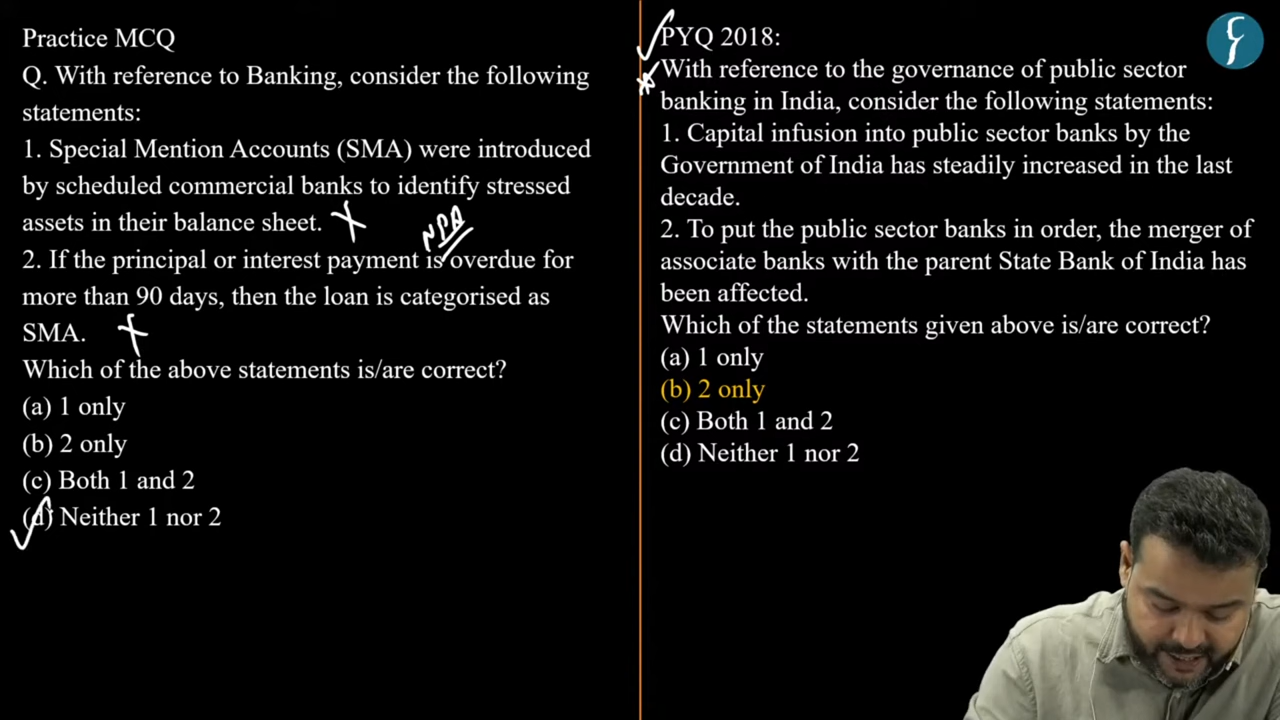 Practice MCQ
Q. With reference to Banking, consider the following
statements:
1. Special Mention Accounts (SMA) were introduced
by scheduled commercial banks to identify stressed
assets in their balance sheet.
NPA
2. If the principal or interest payment is overdue for
more than 90 days, then the loan is categorised as
SMA.
Which of the above statements is/are correct?
(a) 1 only
(b) 2 only
(c) Both 1 and 2
(d) Neither 1 nor 2
PYQ 2018:
With reference to the governance of public sector
banking in India, consider the following statements:
1. Capital infusion into public sector banks by the
Government of India has steadily increased in the last
decade.
2. To put the public sector banks in order, the merger of
associate banks with the parent State Bank of India has
been affected.
Which of the statements given above is/are correct?
(a) 1 only
(b) 2 only
(c) Both 1 and 2
(d) Neither 1 nor 2